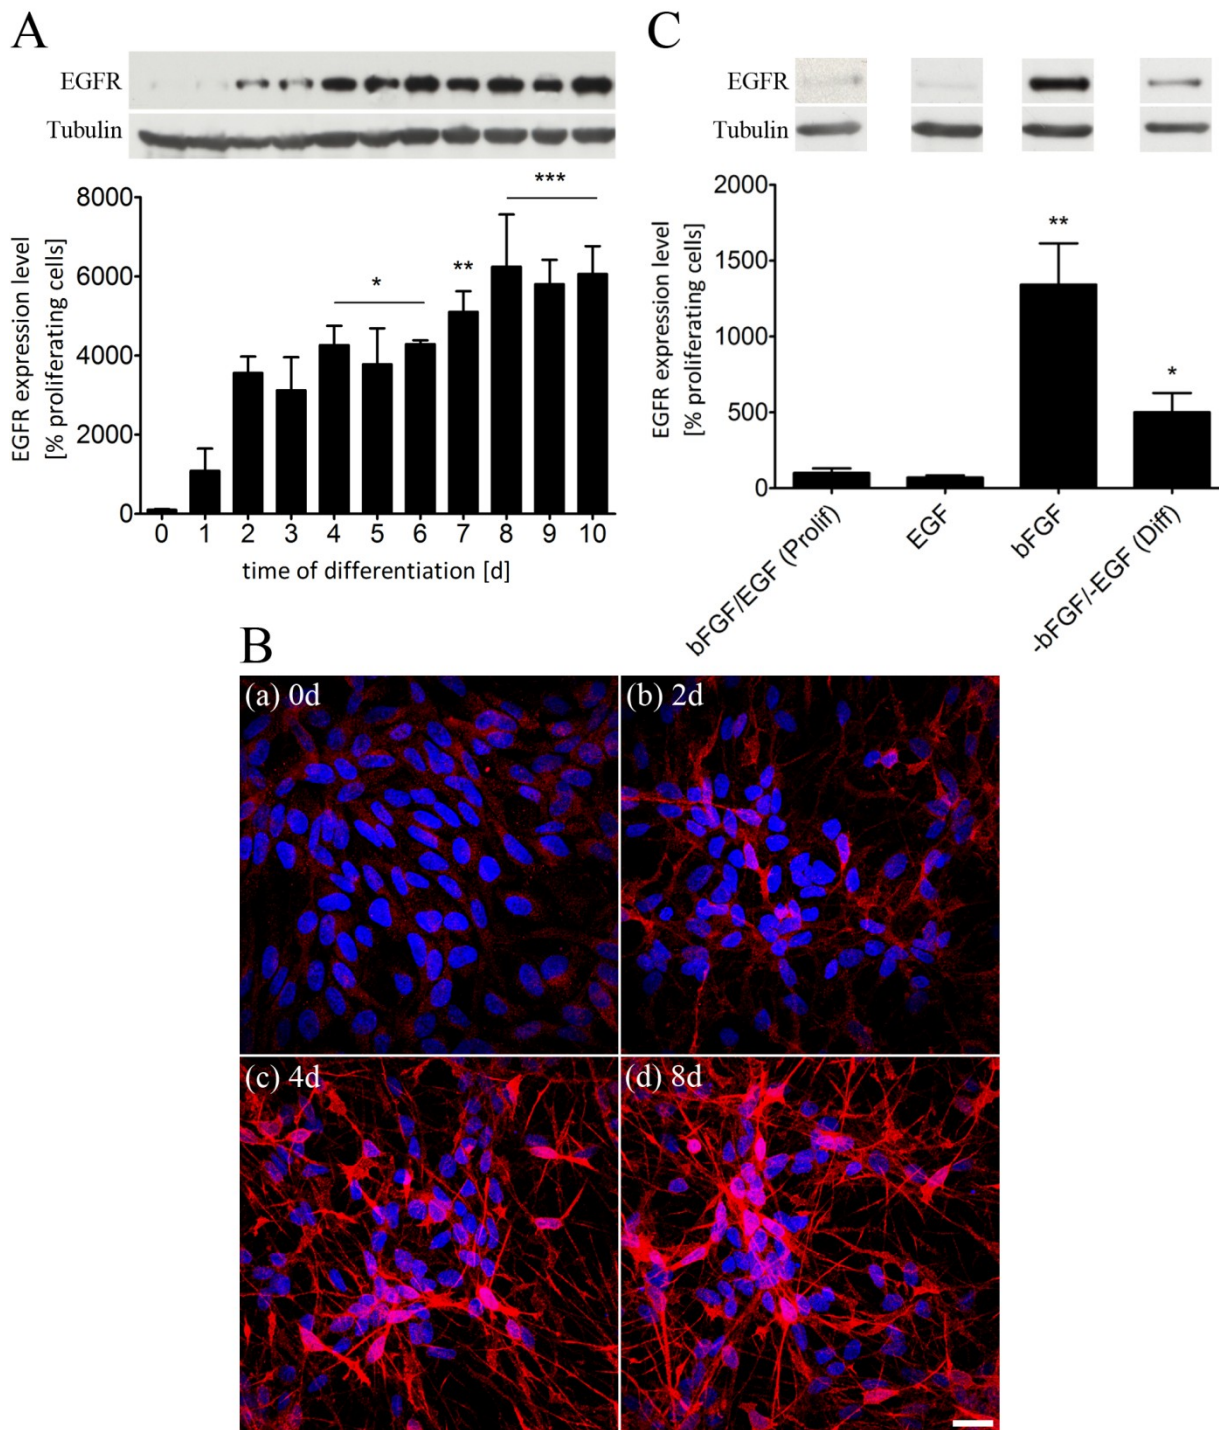 A
EGFR
Tubulin
EGFR expression level
[% proliferating cells]
8000
6000
4000
2000
0
*
**
***
0 1 2 3 4 5 6 7 8 9 10
time of differentiation [d]
C
EGFR
Tubulin
EGFR expression level
[% proliferating cells]
2000
1500
1000
500
0
**
*
bFGF/EGF (Prolif)
EGF
bFGF
-bFGF/-EGF (Diff)
B
(a) 0d
(b) 2d
(c) 4d
(d) 8d